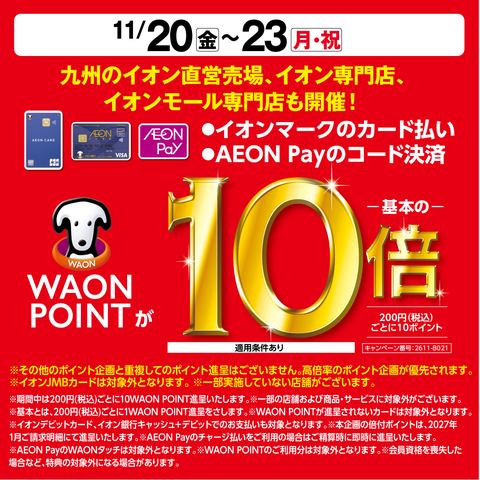 11/20金～23月・祝
九州のイオン直営売場、イオン専門店、
イオンモール専門店も開催！
AEON CARD
JCB
AEON
CARD
VISA
AEON
Pay
●イオンマークのカード払い
●AEON Payのコード決済
WAON
WAON
POINTが
10
基本の
倍
200円(税込)
ごとに10ポイント
適用条件あり
キャンペーン番号:2611-B021
※その他のポイント企画と重複してのポイント進呈はございません。高倍率のポイント企画が優先されます。
※イオンJMBカードは対象外となります。 ※一部実施していない店舗がございます。
※期間中は200円(税込)ごとに10WAON POINT進呈いたします。※一部の店舗および商品・サービスに対象外がございます。
※基本とは、200円(税込)ごとに1WAON POINT進呈をさします。※WAON POINTが進呈されないカードは対象外となります。
※イオンデビットカード、イオン銀行キャッシュ+デビットでのお支払いも対象となります。※本企画の倍付ポイントは、2027年
1月ご請求明細にて進呈いたします。※AEON Payのチャージ払いをご利用の場合はご精算時に即時に進呈いたします。
※AEON PayのWAONタッチは対象外となります。※WAON POINTのご利用分は対象外となります。※会員資格を喪失した
場合など、特典の対象外になる場合があります。